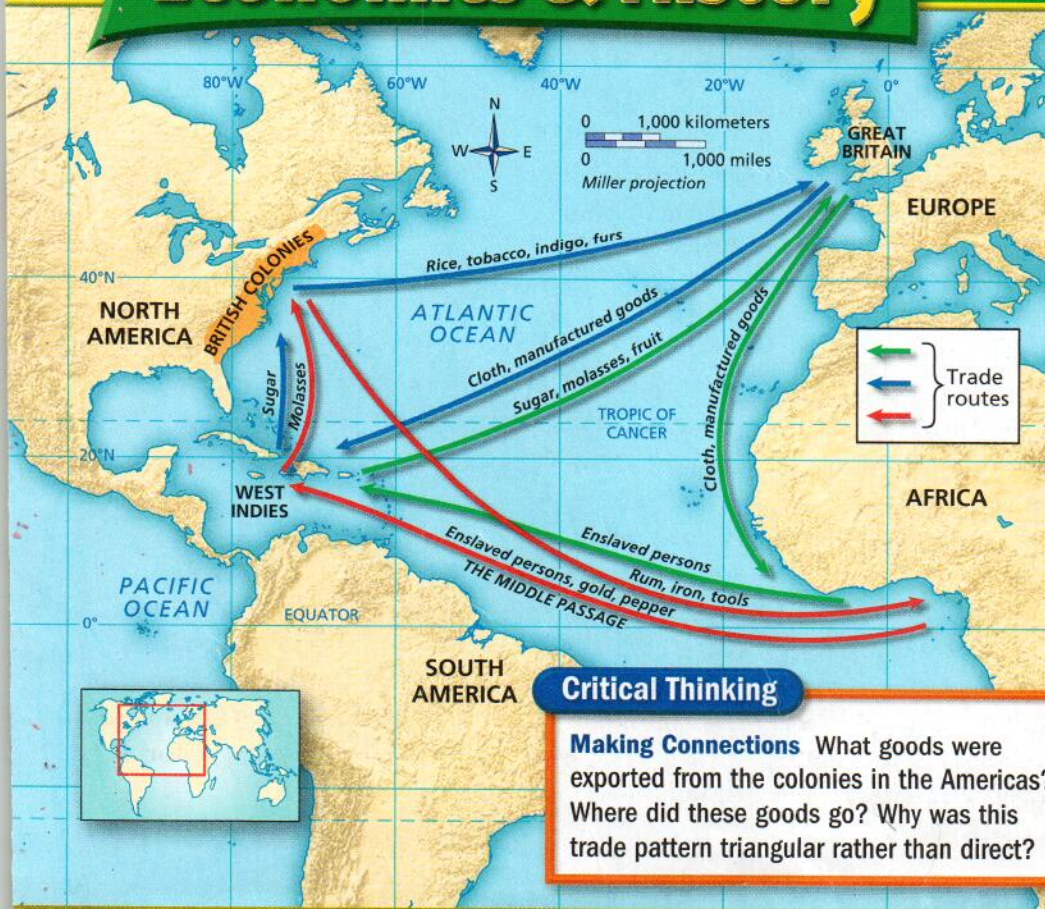 Economics & History
80°W
60°W
40°W
20°W
0°
N
W
E
S
0
1,000 kilometers
0
1,000 miles
Miller projection
GREAT
BRITAIN
EUROPE
Rice, tobacco, indigo, furs
BRITISH COLONIES
40°N
NORTH
AMERICA
ATLANTIC
OCEAN
Cloth, manufactured goods
Sugar, molasses, fruit
Cloth, manufactured goods
Trade
routes
Sugar
Molasses
TROPIC OF
CANCER
20°N
WEST
INDIES
AFRICA
Enslaved persons
Enslaved persons, gold, pepper
THE MIDDLE PASSAGE
Rum, iron, tools
PACIFIC
OCEAN
EQUATOR
0°
SOUTH
AMERICA
Critical Thinking
Making Connections What goods were
exported from the colonies in the Americas?
Where did these goods go? Why was this
trade pattern triangular rather than direct?